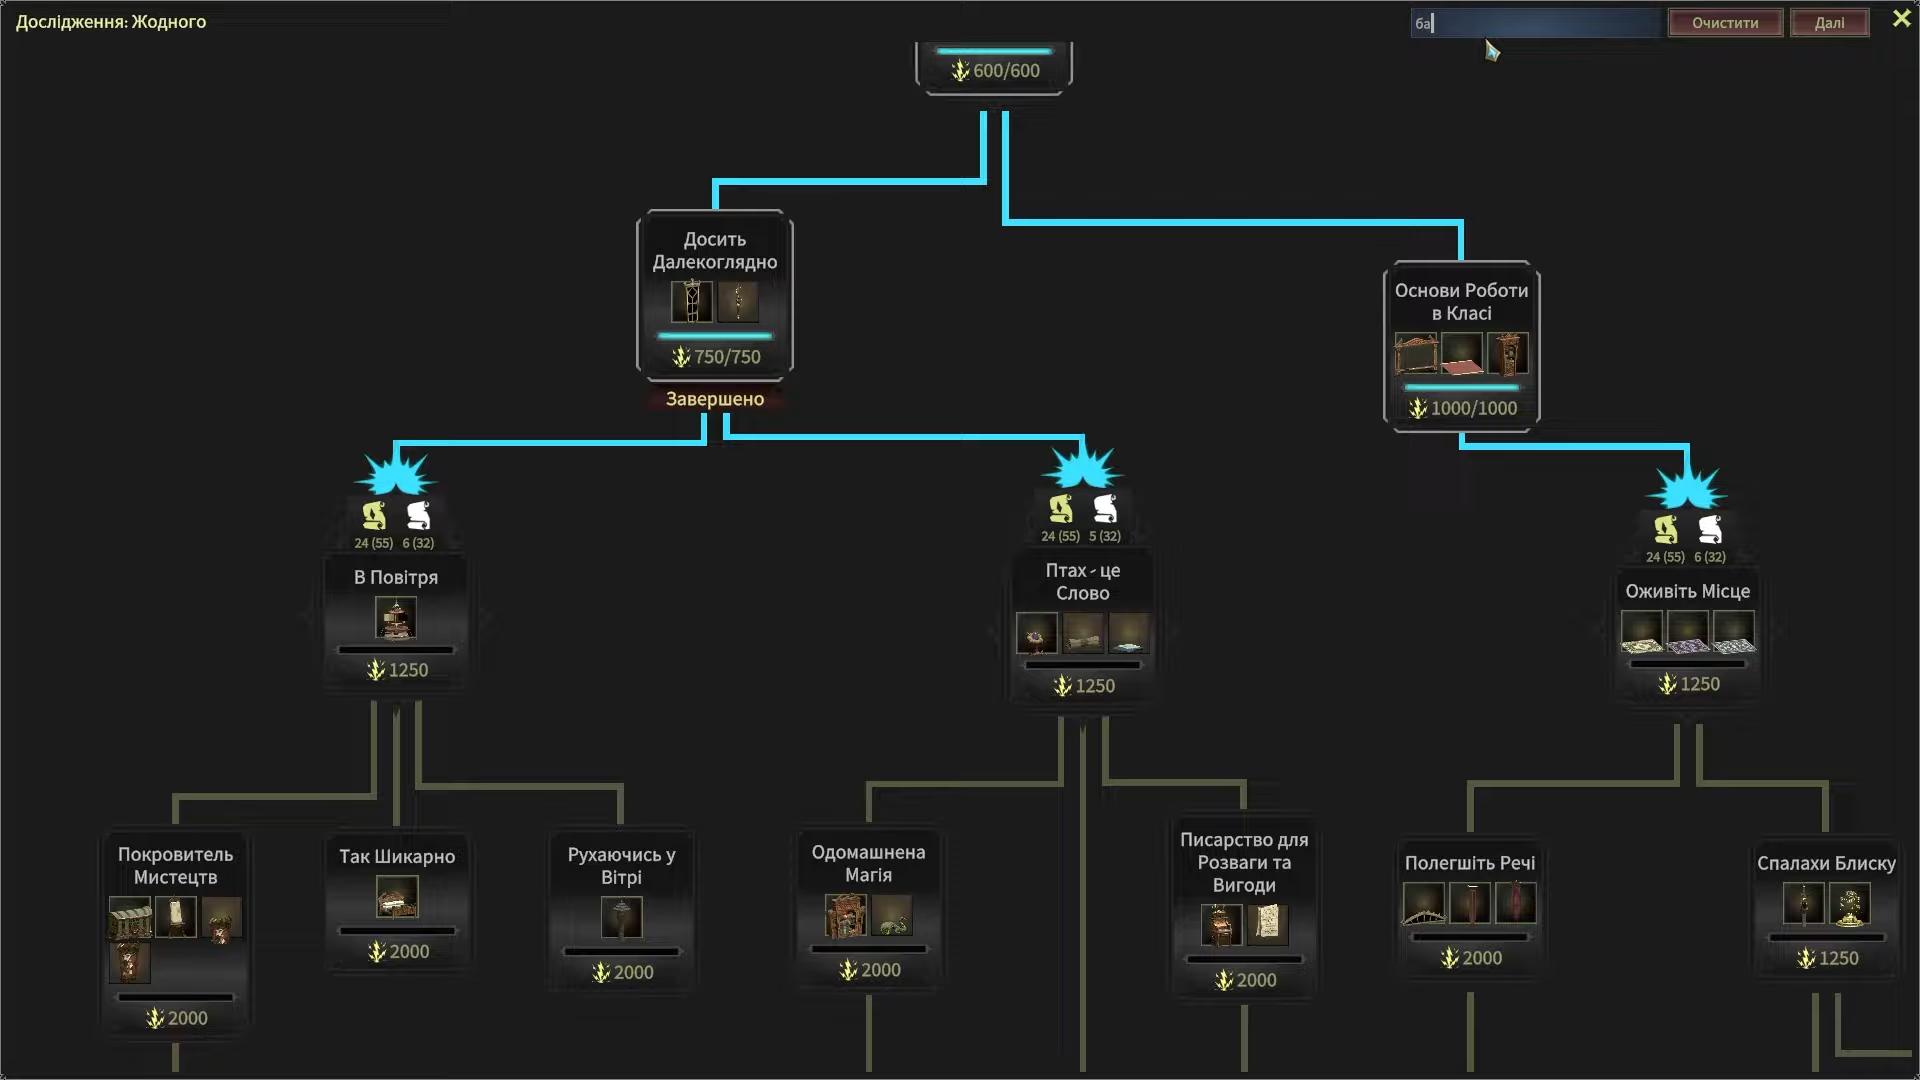 Дослідження: Жодного
ба
Очистити
Далі
600/600
Досить
Далекоглядно
750/750
Завершено
Основи Роботи
в Класі
1000/1000
24 (55) 6 (32)
В Повітря
1250
24 (55) 5 (32)
Птах - це
Слово
1250
24 (55) 6 (32)
Оживіть Місце
1250
Покровитель
Мистецтв
2000
Так Шикарно
2000
Рухаючись у
Вітрі
2000
Одомашнена
Магія
2000
Писарство для
Розваги та
Вигоди
2000
Полегшіть Речі
2000
Спалахи Блиску
1250